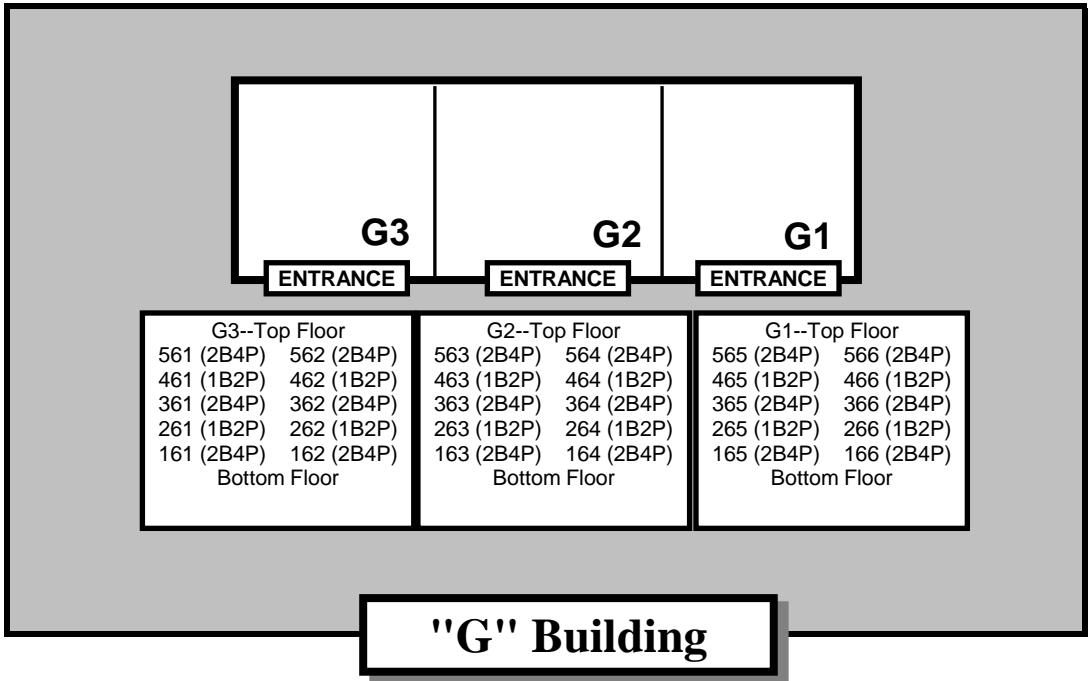 G3
G2
G1
ENTRANCE
ENTRANCE
ENTRANCE
G3--Top Floor
561 (2B4P) 562 (2B4P)
461 (1B2P) 462 (1B2P)
361 (2B4P) 362 (2B4P)
261 (1B2P) 262 (1B2P)
161 (2B4P) 162 (2B4P)
Bottom Floor
G2--Top Floor
563 (2B4P) 564 (2B4P)
463 (1B2P) 464 (1B2P)
363 (2B4P) 364 (2B4P)
263 (1B2P) 264 (1B2P)
163 (2B4P) 164 (2B4P)
Bottom Floor
G1--Top Floor
565 (2B4P) 566 (2B4P)
465 (1B2P) 466 (1B2P)
365 (2B4P) 366 (2B4P)
265 (1B2P) 266 (1B2P)
165 (2B4P) 166 (2B4P)
Bottom Floor
"G" Building